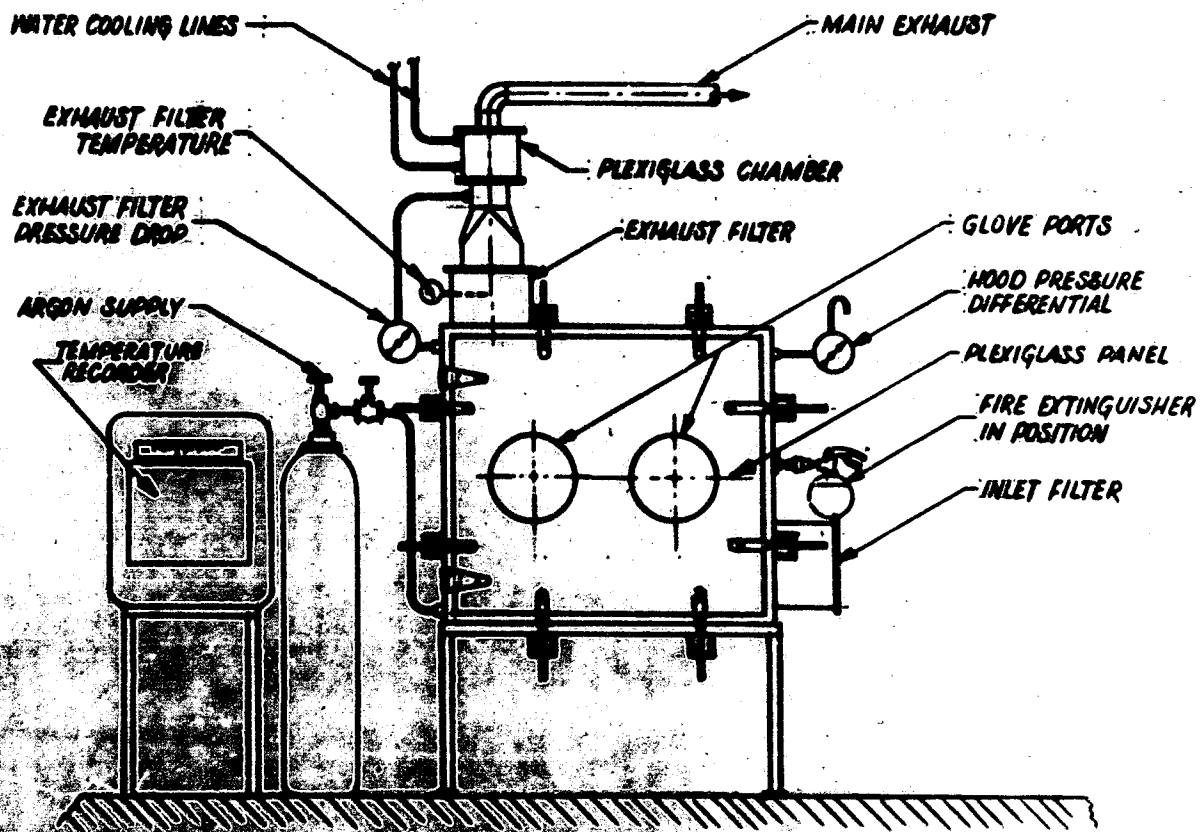 WATER COOLING LINES
MAIN EXHAUST
EXHAUST FILTER
TEMPERATURE
PLEXIGLASS CHAMBER
EXHAUST FILTER
PRESSURE DROP
EXHAUST FILTER
GLOVE PORTS
ARGON SUPPLY
HOOD PRESSURE
DIFFERENTIAL
TEMPERATURE
RECORDER
PLEXIGLASS PANEL
FIRE EXTINGUISHER
IN POSITION
INLET FILTER